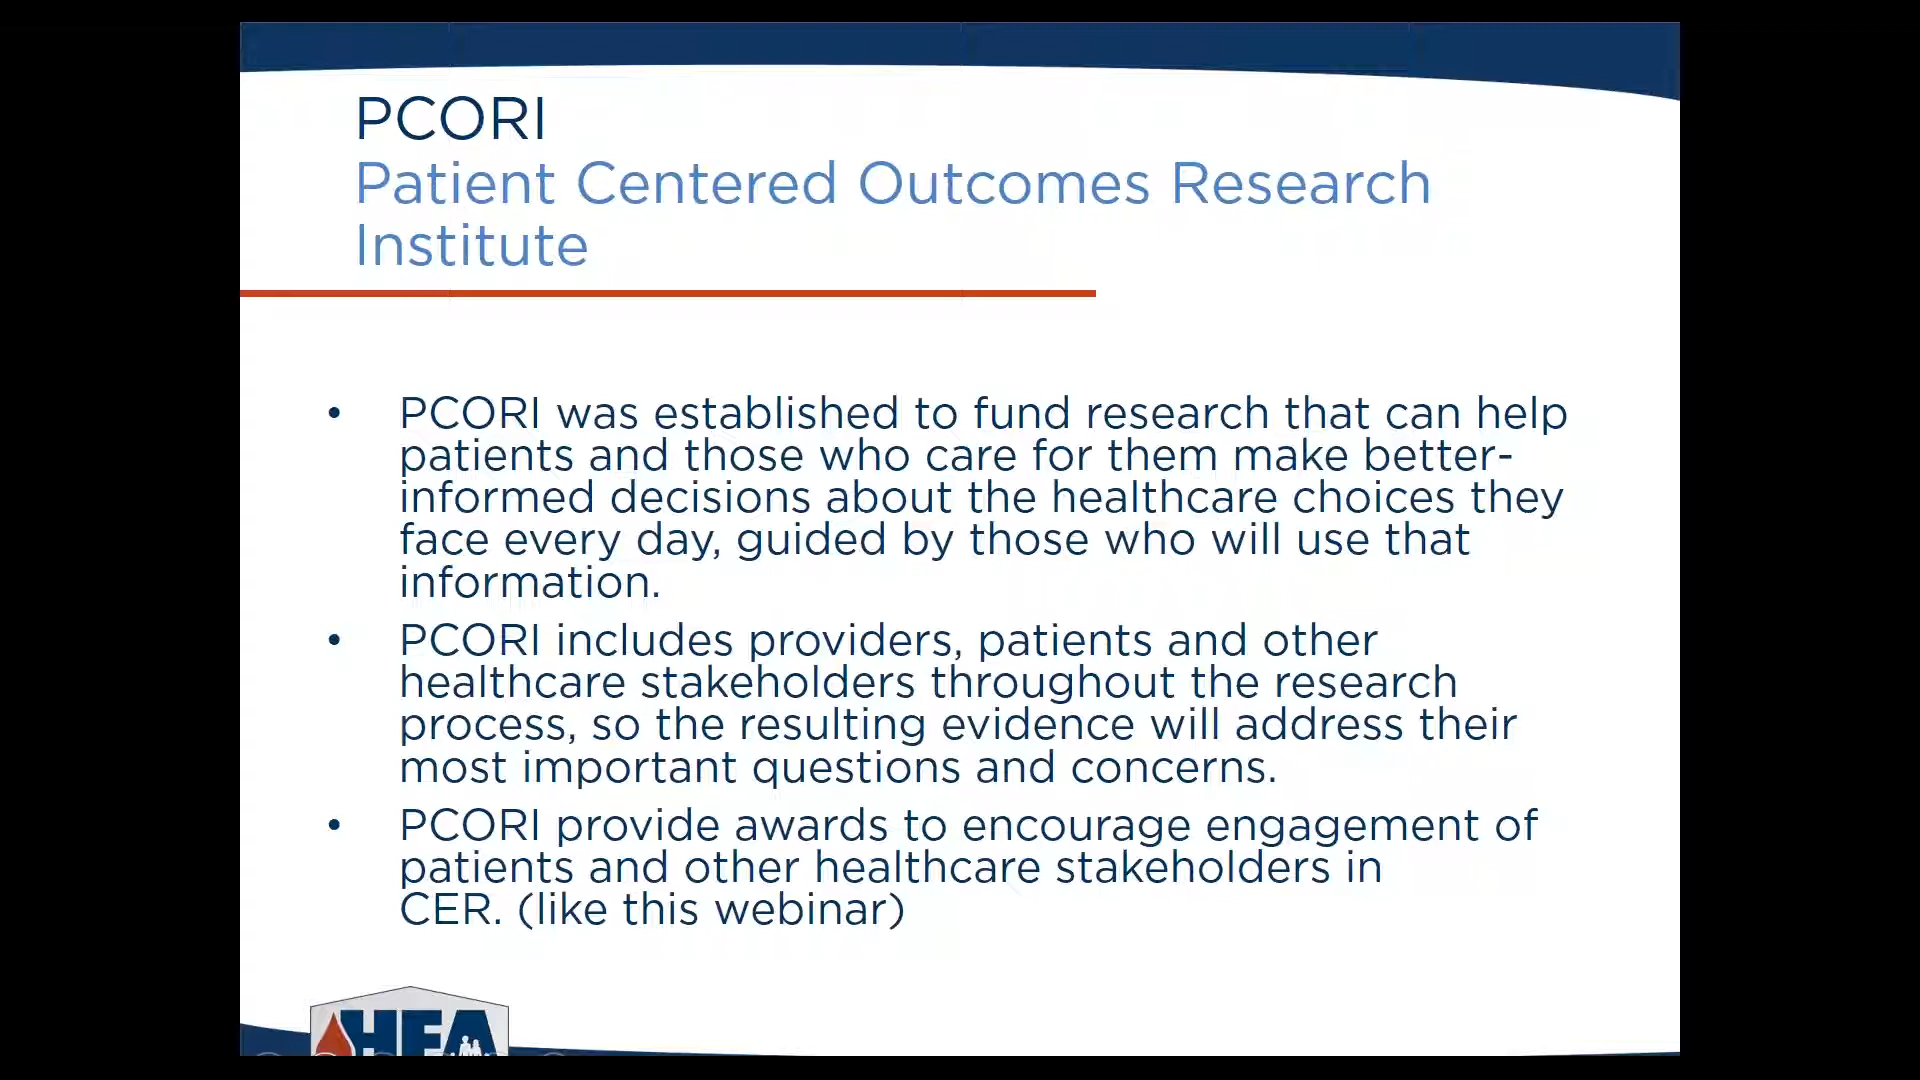 PCORI
Patient Centered Outcomes Research
Institute
• PCORI was established to fund research that can help
patients and those who care for them make better-
informed decisions about the healthcare choices they
face every day, guided by those who will use that
information.
• PCORI includes providers, patients and other
healthcare stakeholders throughout the research
process, so the resulting evidence will address their
most important questions and concerns.
• PCORI provide awards to encourage engagement of
patients and other healthcare stakeholders in
CER. (like this webinar)
HFA